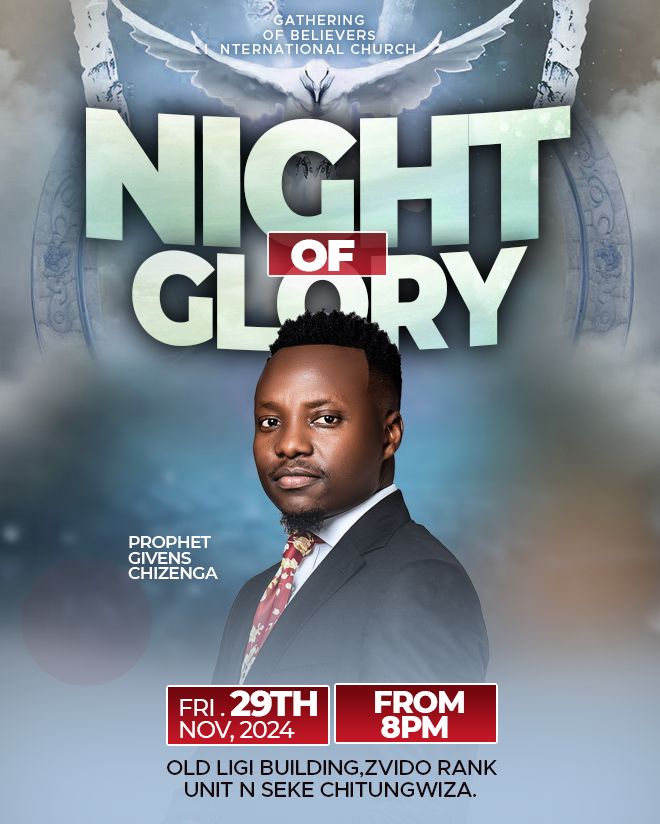 GATHERING
OF BELIEVERS
INTERNATIONAL CHURCH
NIGHT
OF
GLORY
PROPHET
GIVENS
CHIZENGA
FRI . 29TH
NOV, 2024
FROM
8PM
OLD LIGI BUILDING,ZVIDO RANK
UNIT N SEKE CHITUNGWIZA.